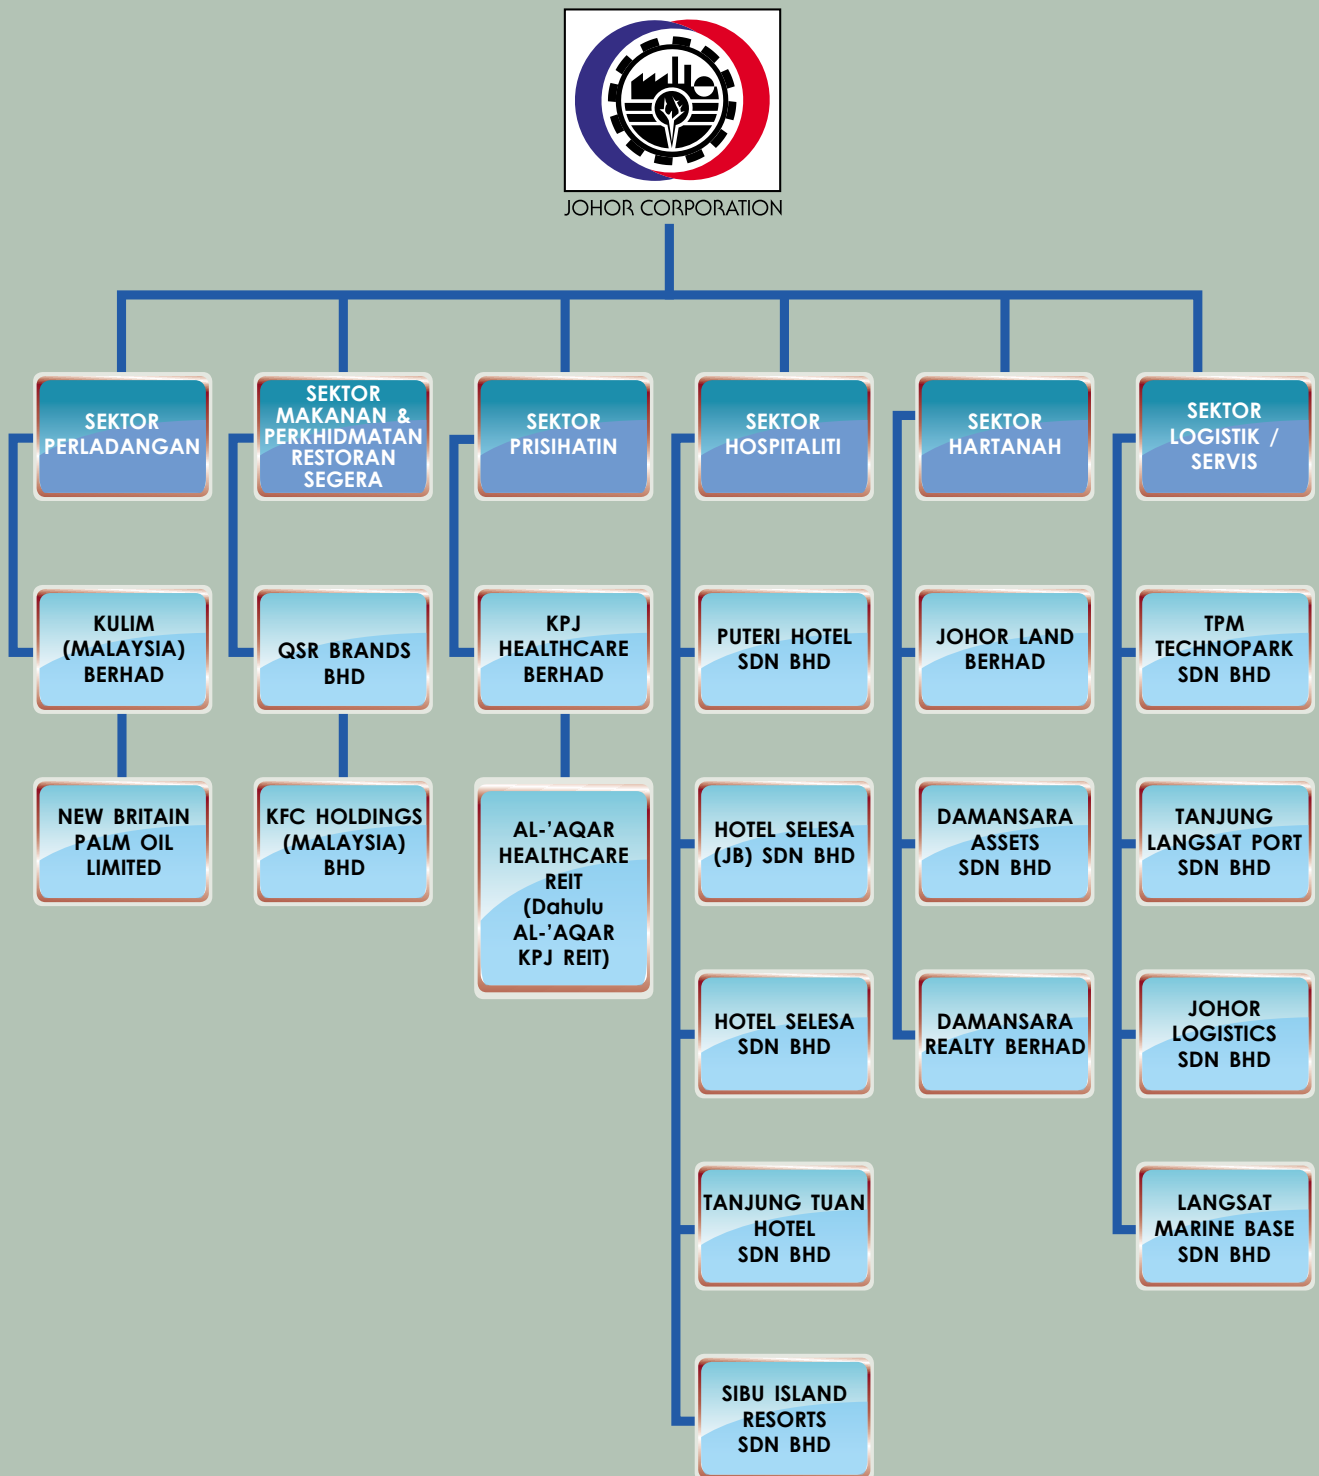 JOHOR CORPORATION
SEKTOR
PERLADANGAN
SEKTOR
MAKANAN &
PERKHIDMATAN
RESTORAN
SEGERA
SEKTOR
PRISIHATIN
SEKTOR
HOSPITALITI
SEKTOR
HARTANAH
SEKTOR
LOGISTIK /
SERVIS
KULIM
(MALAYSIA)
BERHAD
QSR BRANDS
BHD
KPJ
HEALTHCARE
BERHAD
PUTERI HOTEL
SDN BHD
JOHOR LAND
BERHAD
TPM
TECHNOPARK
SDN BHD
NEW BRITAIN
PALM OIL
LIMITED
KFC HOLDINGS
(MALAYSIA)
BHD
AL-'AQAR
HEALTHCARE
REIT
(Dahulu
AL-'AQAR
KPJ REIT)
HOTEL SELESA
(JB) SDN BHD
DAMANSARA
ASSETS
SDN BHD
TANJUNG
LANGSAT PORT
SDN BHD
HOTEL SELESA
SDN BHD
DAMANSARA
REALTY BERHAD
JOHOR
LOGISTICS
SDN BHD
TANJUNG TUAN
HOTEL
SDN BHD
LANGSAT
MARINE BASE
SDN BHD
SIBU ISLAND
RESORTS
SDN BHD